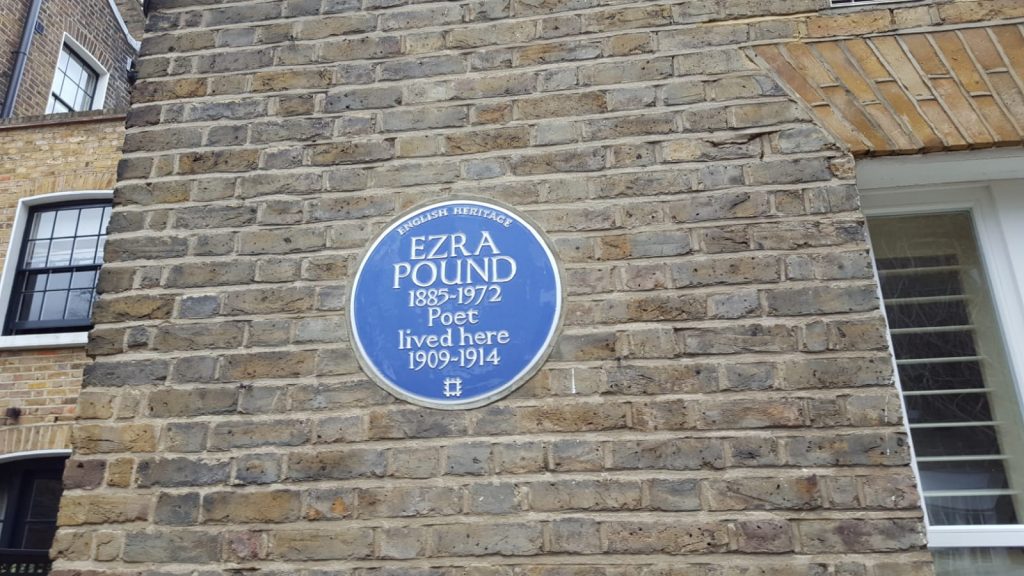 ENGLISH HERITAGE
EZRA
POUND
1885-1972
Poet
lived here
1909-1914